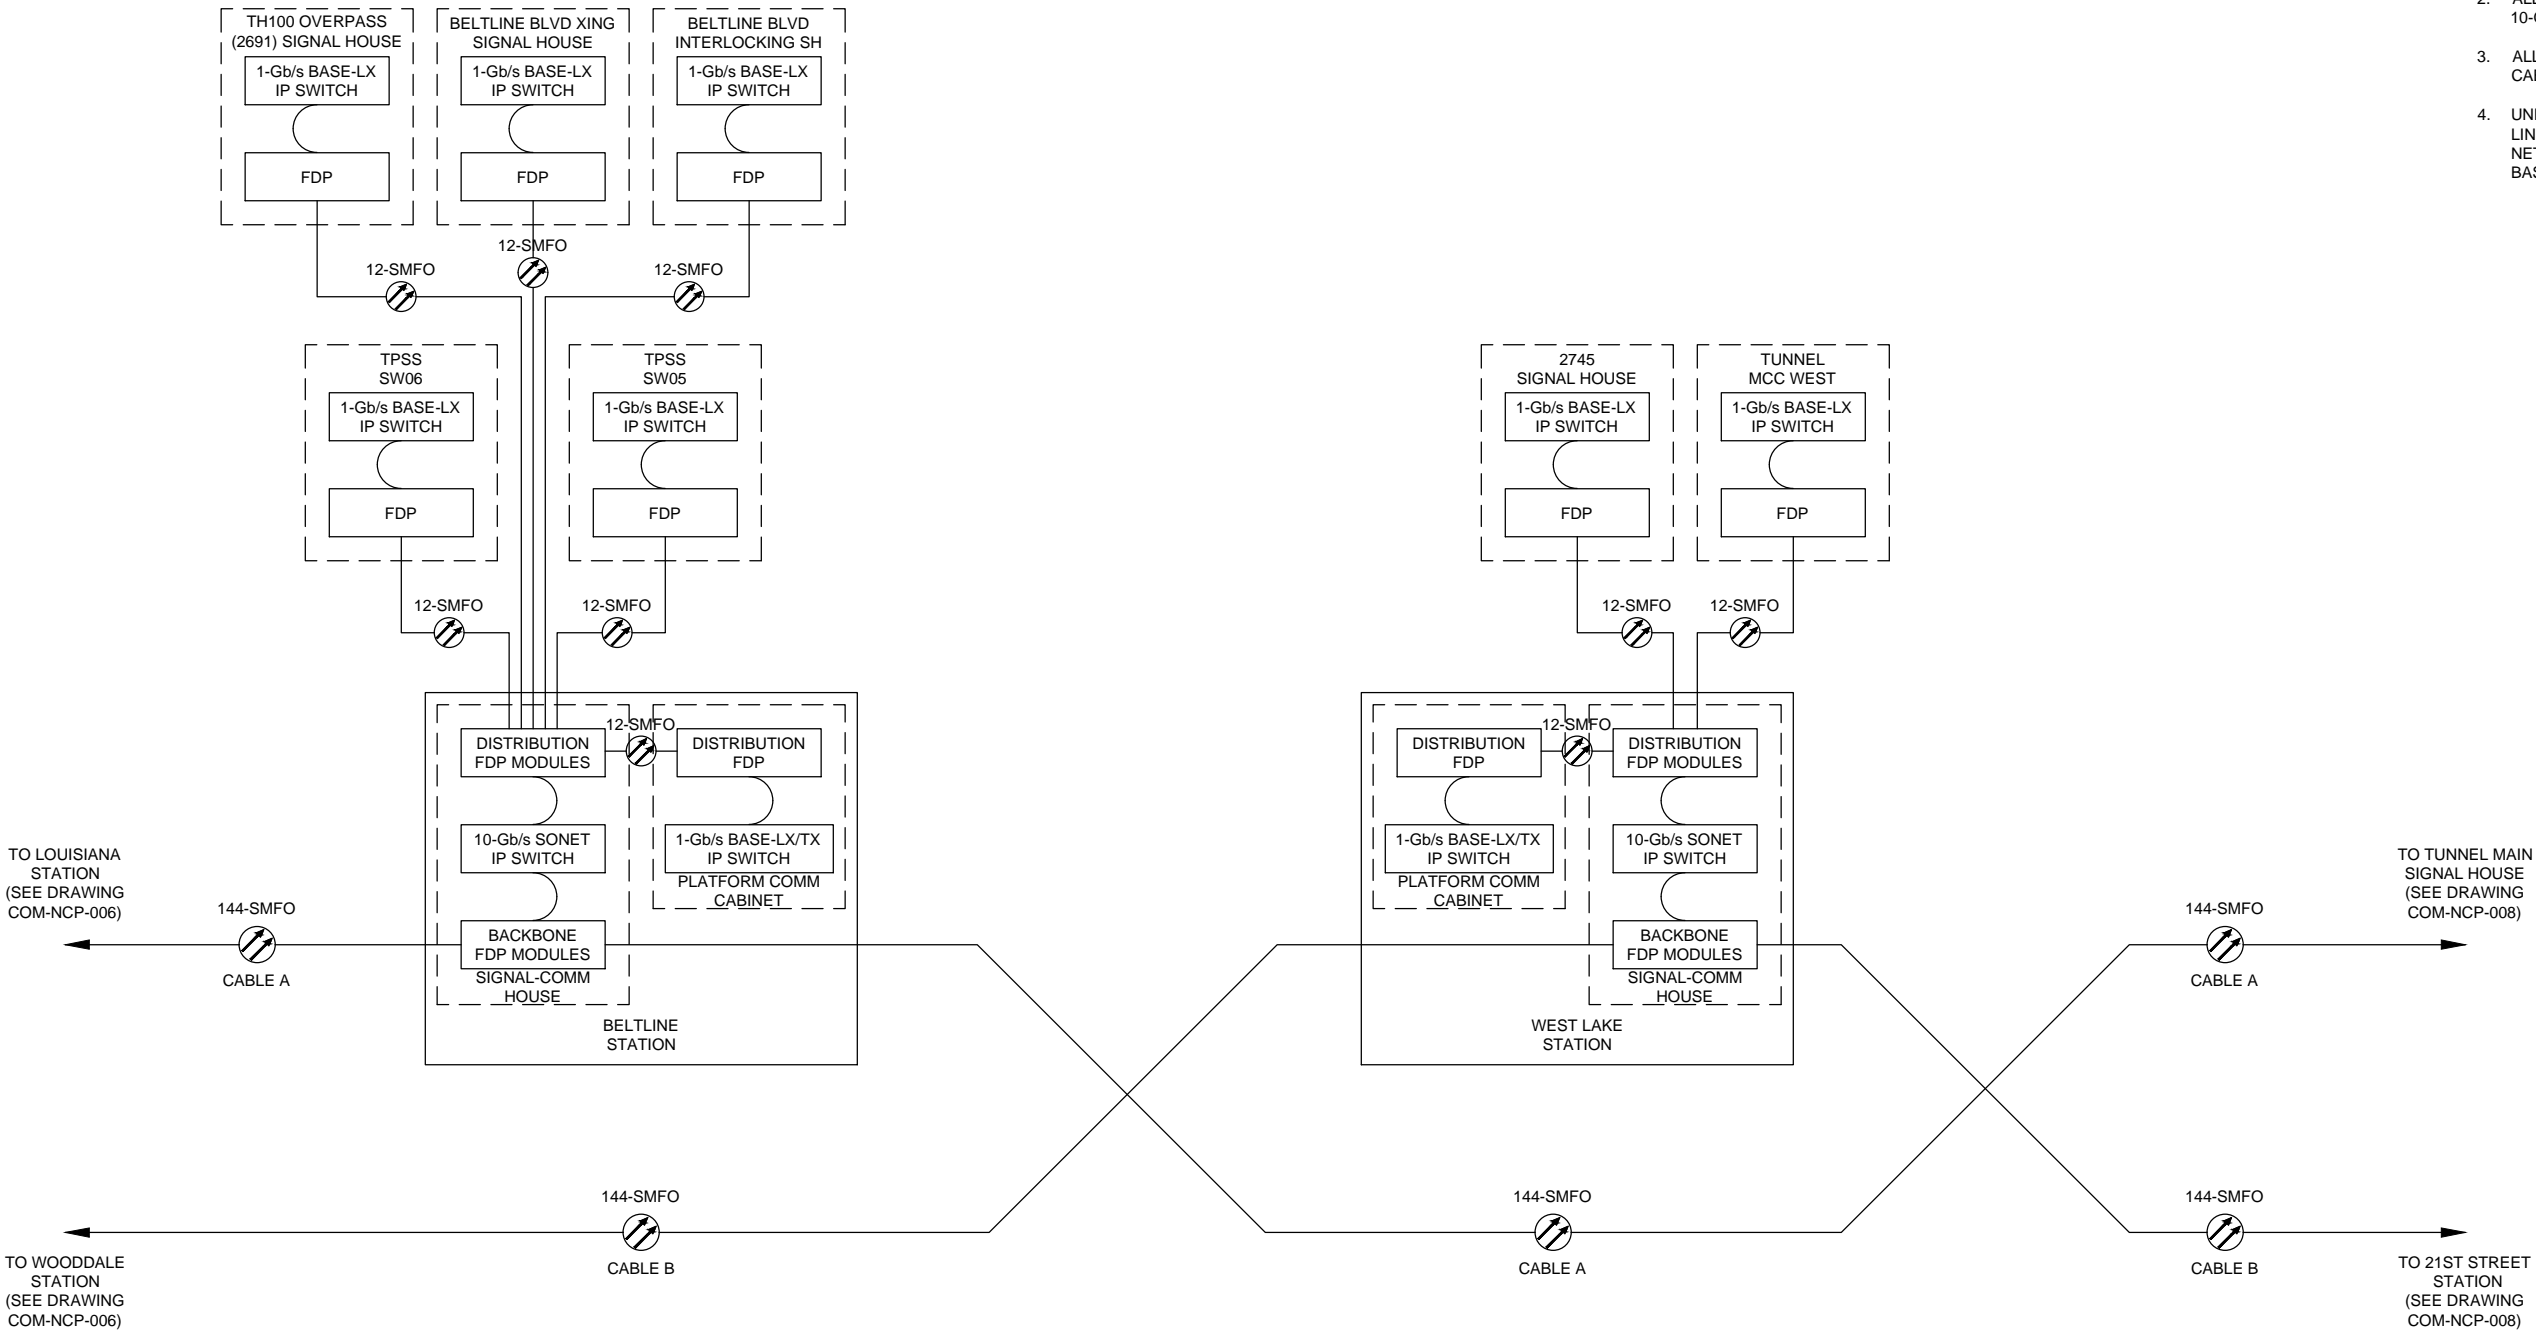 TH100 OVERPASS
(2691) SIGNAL HOUSE
1-Gb/s BASE-LX
IP SWITCH
FDP
BELTLINE BLVD XING
SIGNAL HOUSE
1-Gb/s BASE-LX
IP SWITCH
FDP
BELTLINE BLVD
INTERLOCKING SH
1-Gb/s BASE-LX
IP SWITCH
FDP
2.
10-
3. ALL
CAB
4.
LIN
NET
BAS
12-SMFO
12-SMFO
12-SMFO
TPSS
SW06
1-Gb/s BASE-LX
IP SWITCH
FDP
TPSS
SW05
1-Gb/s BASE-LX
IP SWITCH
FDP
2745
SIGNAL HOUSE
1-Gb/s BASE-LX
IP SWITCH
FDP
TUNNEL
MCC WEST
1-Gb/s BASE-LX
IP SWITCH
FDP
12-SMFO
12-SMFO
12-SMFO
12-SMFO
12-SMFO
DISTRIBUTION
FDP MODULES
10-Gb/s SONET
IP SWITCH
BACKBONE
FDP MODULES
SIGNAL-COMM
HOUSE
DISTRIBUTION
FDP
1-Gb/s BASE-LX/TX
IP SWITCH
PLATFORM COMM
CABINET
BELTLINE
STATION
12-SMFO
DISTRIBUTION
FDP
1-Gb/s BASE-LX/TX
IP SWITCH
PLATFORM COMM
CABINET
DISTRIBUTION
FDP MODULES
10-Gb/s SONET
IP SWITCH
BACKBONE
FDP MODULES
SIGNAL-COMM
HOUSE
WEST LAKE
STATION
TO LOUISIANA
STATION
(SEE DRAWING
COM-NCP-006)
144-SMFO
CABLE A
TO TUNNEL MAIN
SIGNAL HOUSE
(SEE DRAWING
COM-NCP-008)
144-SMFO
CABLE A
144-SMFO
CABLE B
144-SMFO
CABLE A
144-SMFO
CABLE B
TO WOODDALE
STATION
(SEE DRAWING
COM-NCP-006)
TO 21ST STREET
STATION
(SEE DRAWING
COM-NCP-008)